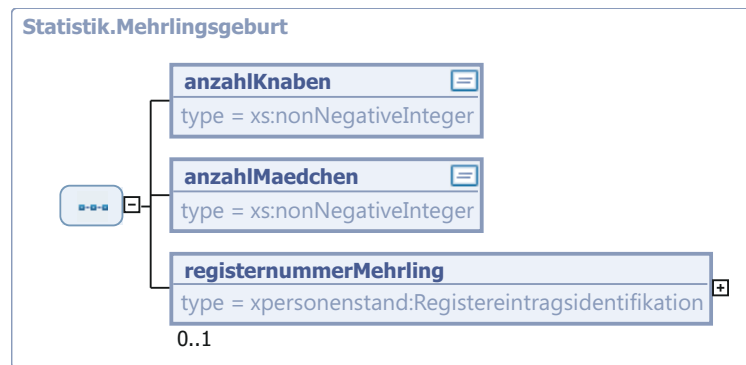 Statistik.Mehrlingsgeburt
anzahlKnaben
type = xs:nonNegativeInteger
anzahlMaedchen
type = xs:nonNegativeInteger
registernummerMehrling
type = xpersonenstand:Registereintragsidentifikation
0..1